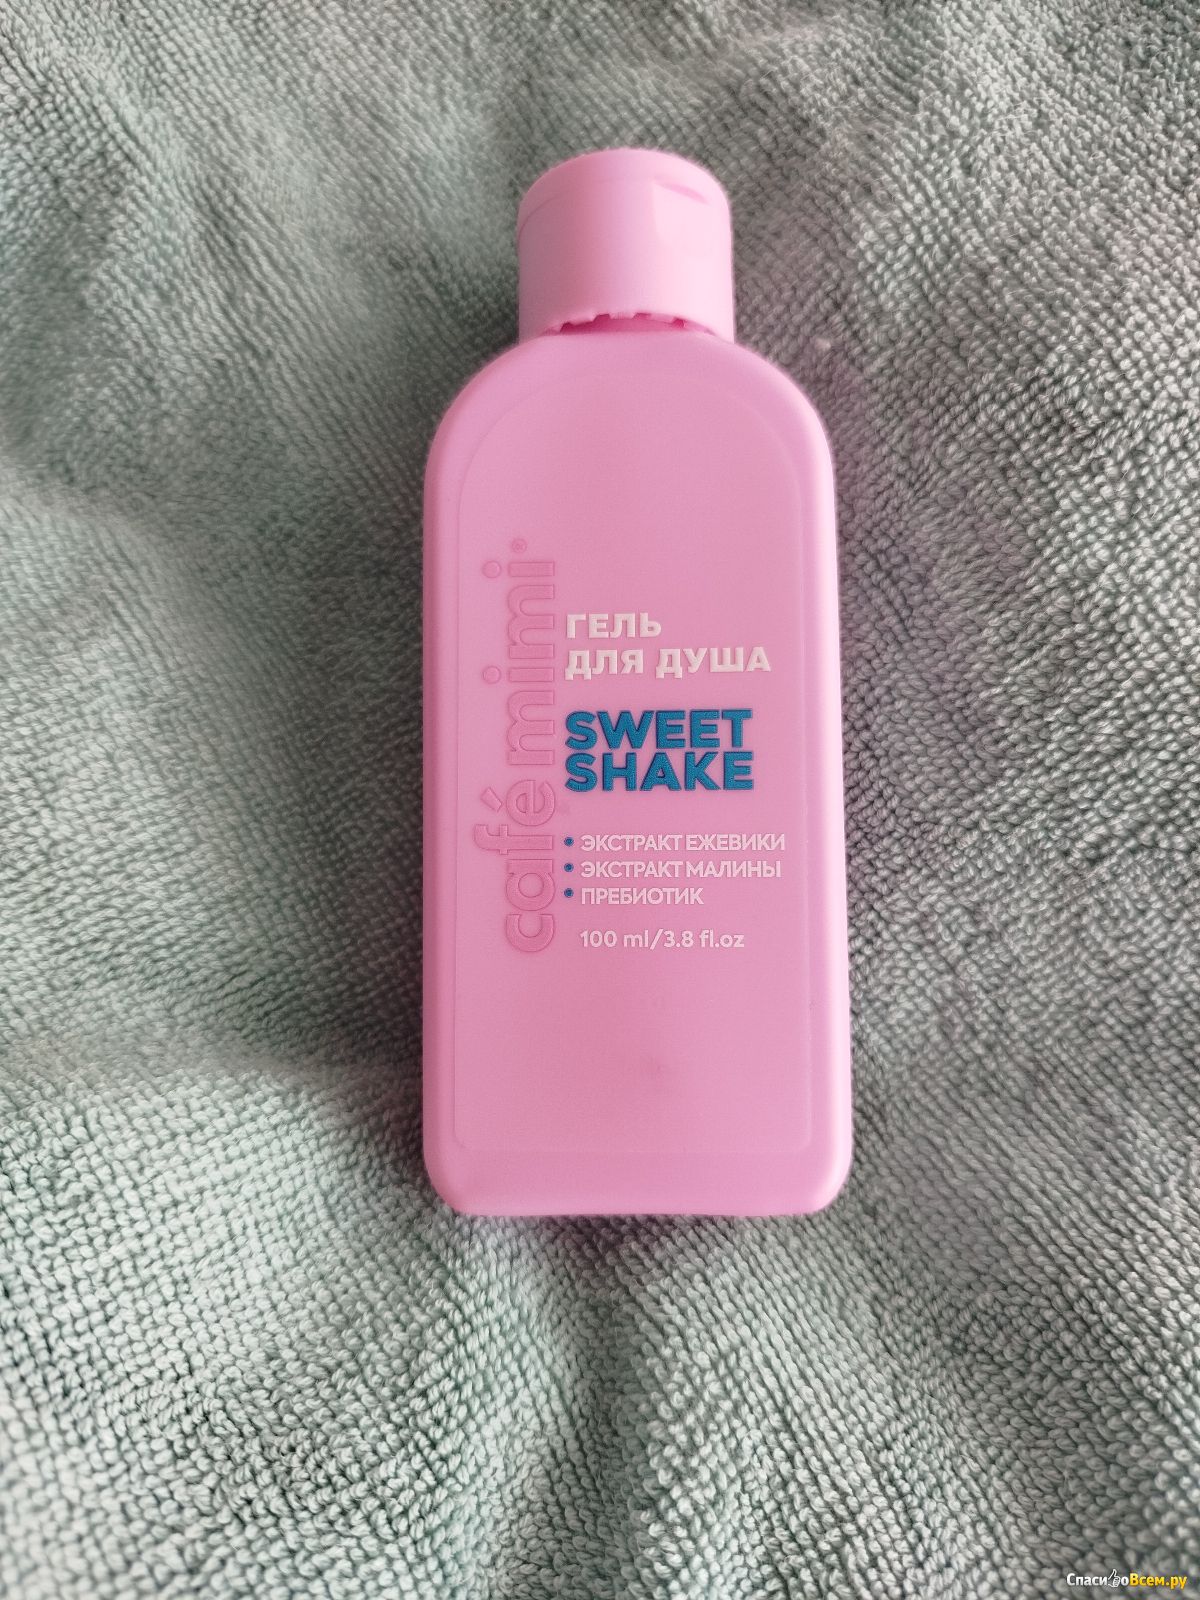 café mimi®
ГЕЛЬ
ДЛЯ ДУША
SWEET
SHAKE
• ЭКСТРАКТ ЕЖЕВИКИ
• ЭКСТРАКТ МАЛИНЫ
• ПРЕБИОТИК
100 ml/3.8 fl.oz
СпасибоВсем.ру